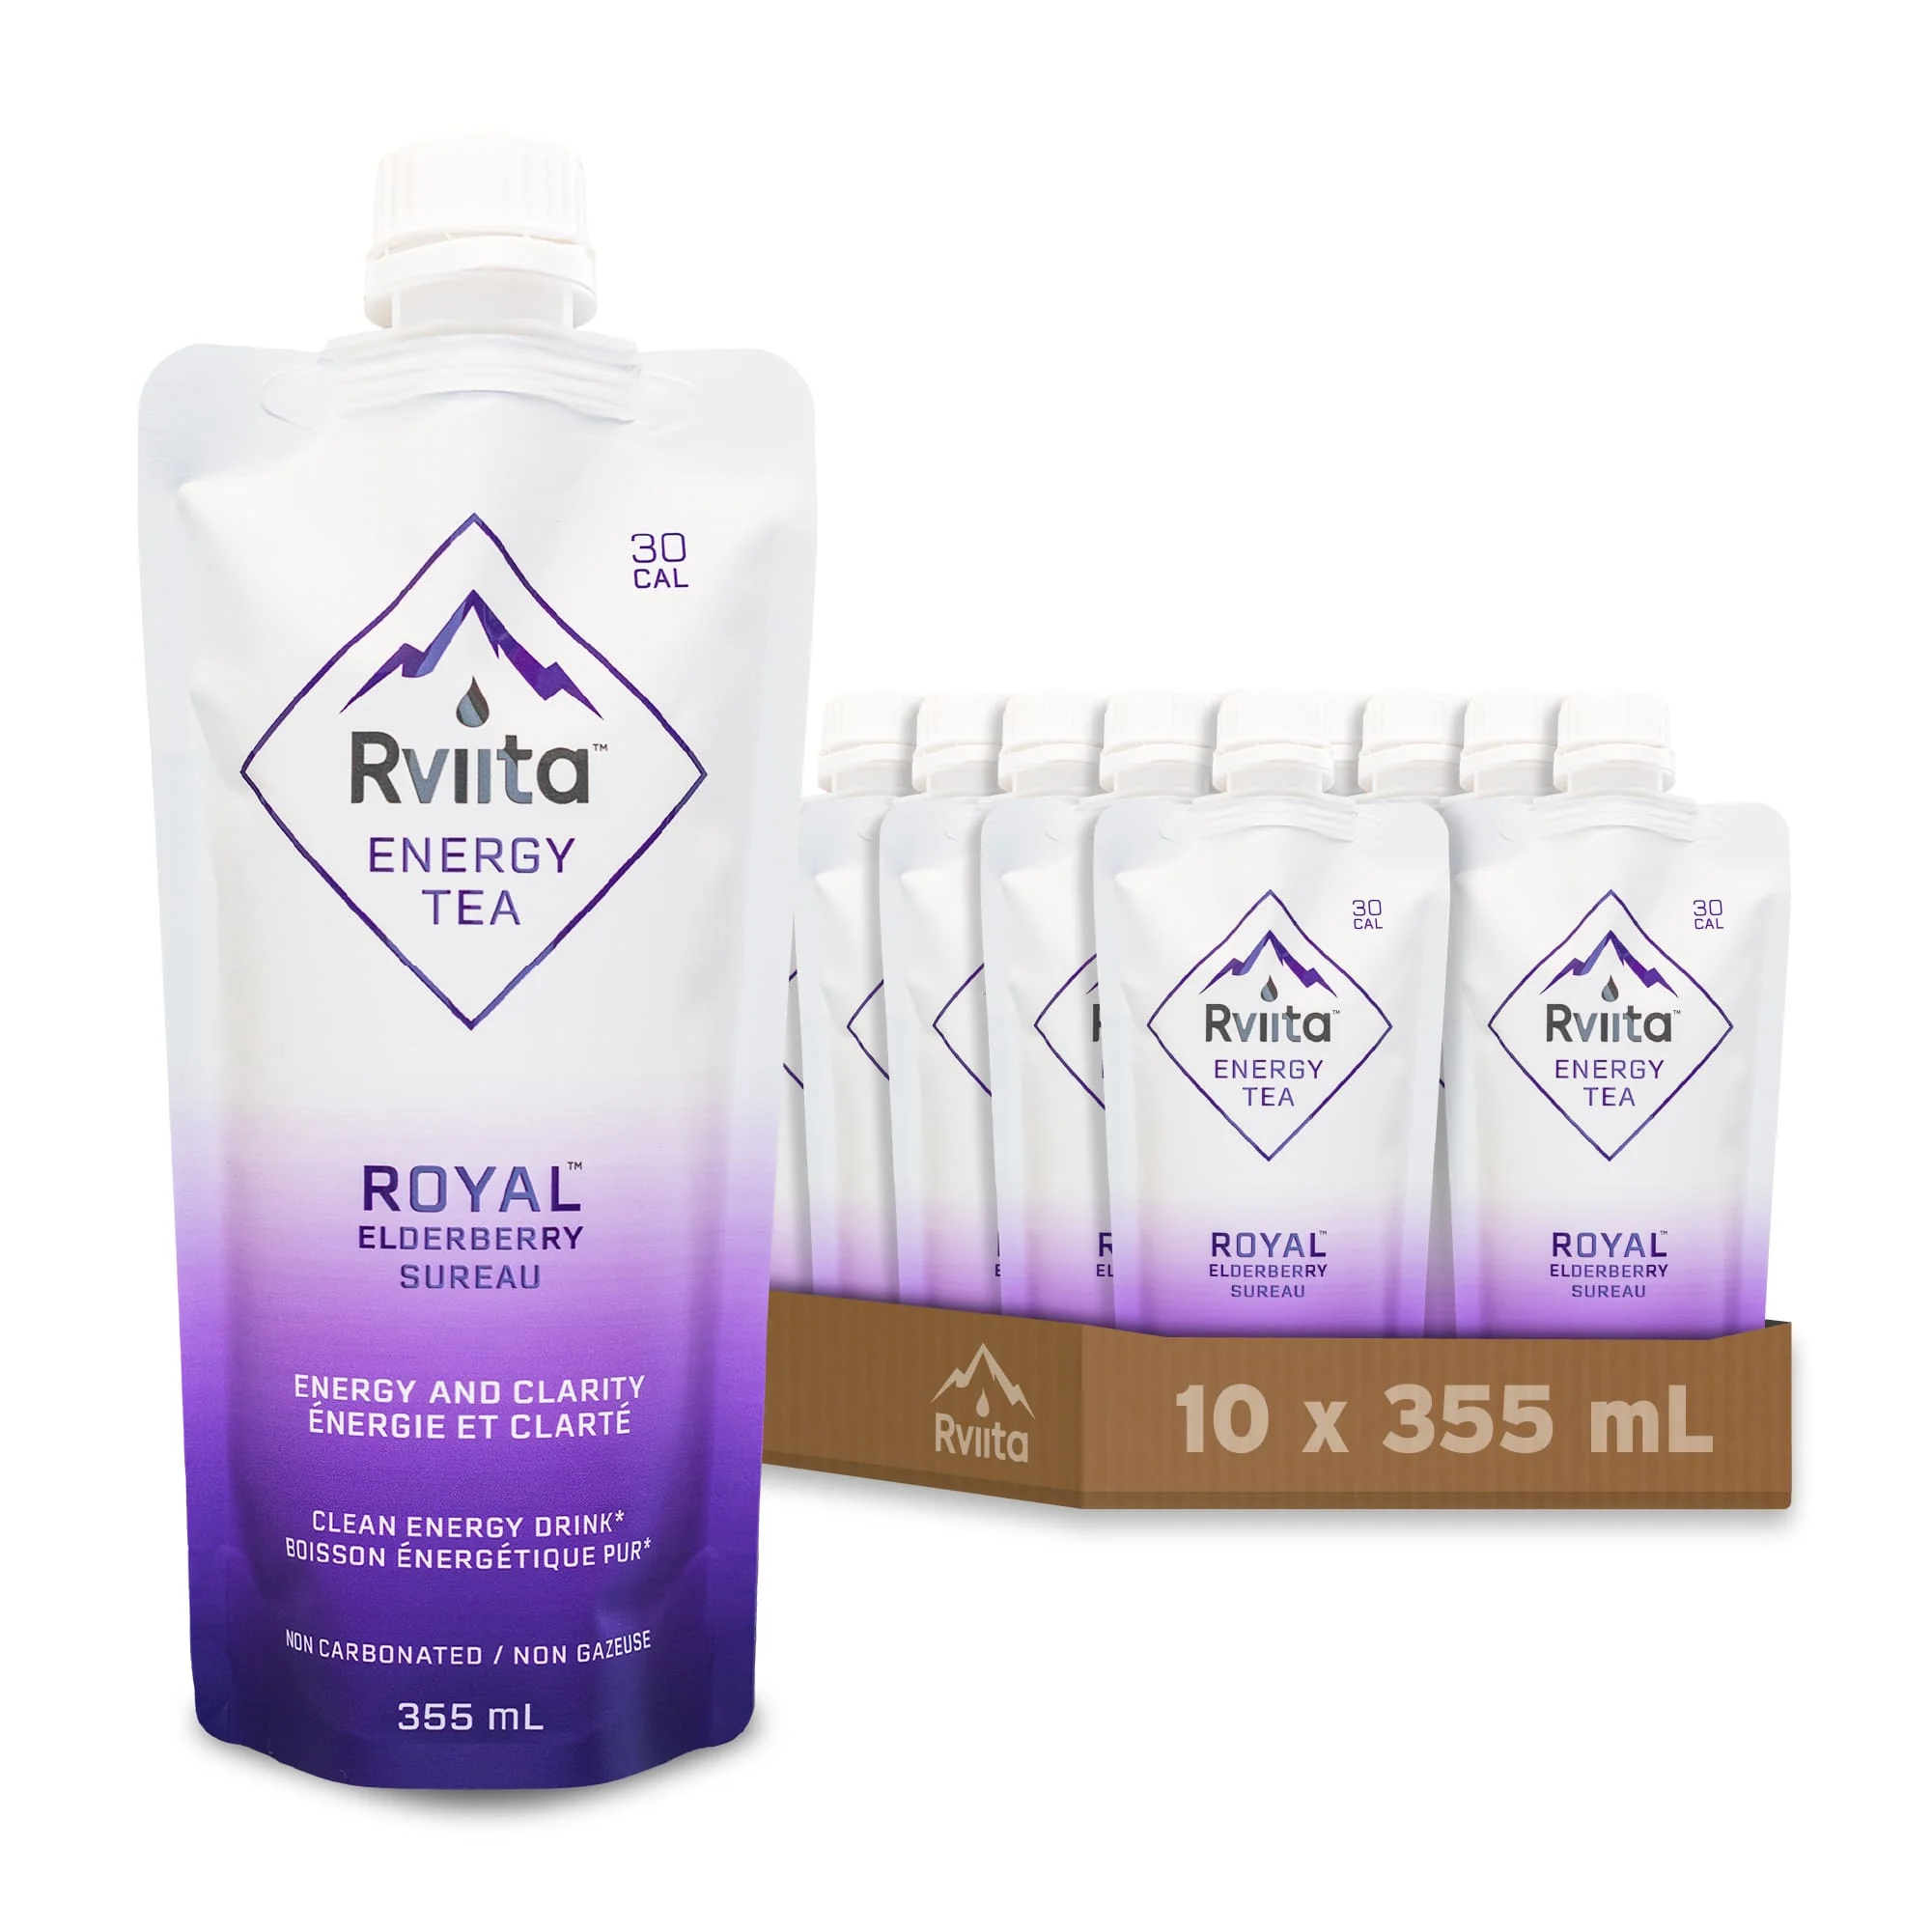 30
CAL
Rviita™
ENERGY
TEA
ROYAL™
ELDERBERRY
SUREAU
ENERGY AND CLARITY
ÉNERGIE ET CLARTÉ
CLEAN ENERGY DRINK*
BOISSON ÉNERGÉTIQUE PUR*
NON CARBONATED / NON GAZEUSE
355 mL
30
CAL
Rviita™
ENERGY
TEA
ROYAL™
ELDERBERRY
SUREAU
30
CAL
Rviita™
ENERGY
TEA
ROYAL™
ELDERBERRY
SUREAU
Rviita
10 x 355 mL